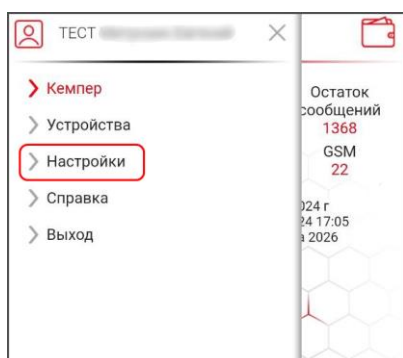 ТЕСТ
Кемпер
Устройства
Настройки
Справка
Выход
Остаток
сообщений
1368
GSM
22
024 г
24 17:05
а 2026